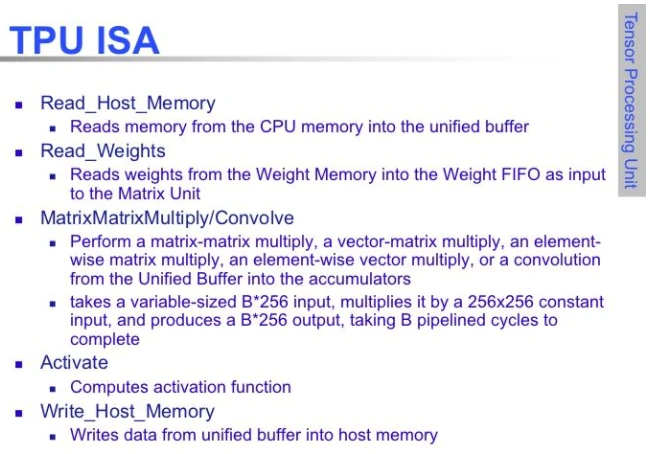 TPU ISA
Tensor Processing Unit
Read_Host_Memory
Reads memory from the CPU memory into the unified buffer
Read_Weights
Reads weights from the Weight Memory into the Weight FIFO as input
to the Matrix Unit
MatrixMatrixMultiply/Convolve
Perform a matrix-matrix multiply, a vector-matrix multiply, an element-
wise matrix multiply, an element-wise vector multiply, or a convolution
from the Unified Buffer into the accumulators
takes a variable-sized B*256 input, multiplies it by a 256x256 constant
input, and produces a B*256 output, taking B pipelined cycles to
complete
Activate
Computes activation function
Write_Host_Memory
Writes data from unified buffer into host memory